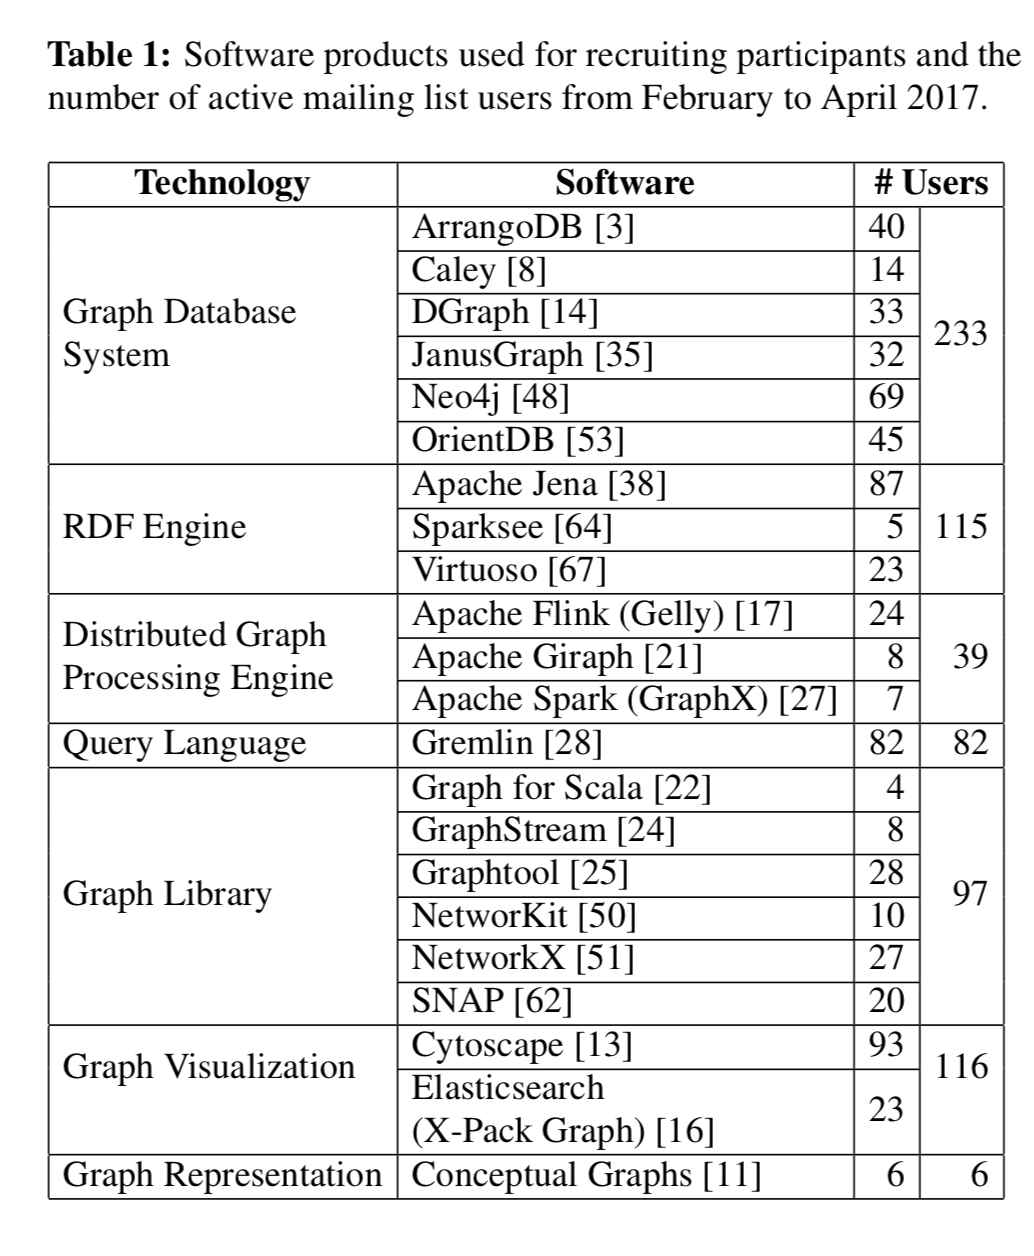 Table 1: Software products used for recruiting participants and the
number of active mailing list users from February to April 2017.
Technology Software # Users
Graph Database System ArrangoDB [3] 40 233
Caley [8] 14
DGraph [14] 33
JanusGraph [35] 32
Neo4j [48] 69
OrientDB [53] 45
RDF Engine Apache Jena [38] 87 115
Sparksee [64] 5
Virtuoso [67] 23
Distributed Graph Processing Engine Apache Flink (Gelly) [17] 24 39
Apache Giraph [21] 8
Apache Spark (GraphX) [27] 7
Query Language Gremlin [28] 82 82
Graph Library Graph for Scala [22] 4 97
GraphStream [24] 8
Graphtool [25] 28
NetworKit [50] 10
NetworkX [51] 27
SNAP [62] 20
Graph Visualization Cytoscape [13] 93 116
Elasticsearch
(X-Pack Graph) [16] 23
Graph Representation Conceptual Graphs [11] 6 6